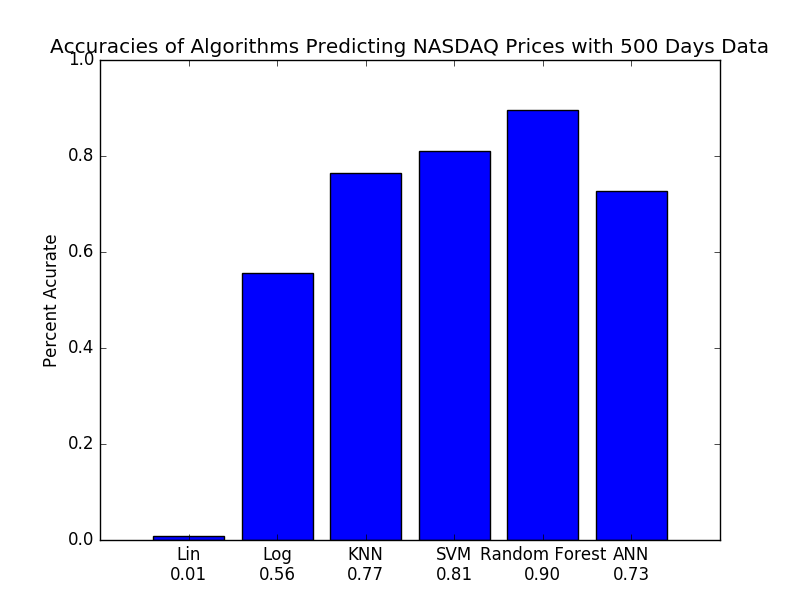 Accuracies of Algorithms Predicting NASDAQ Prices with 500 Days Data
1.0
0.8
0.6
0.4
0.2
0.0
Percent Acurate
Lin Log KNN SVM Random Forest ANN
0.01 0.56 0.77 0.81 0.90 0.73